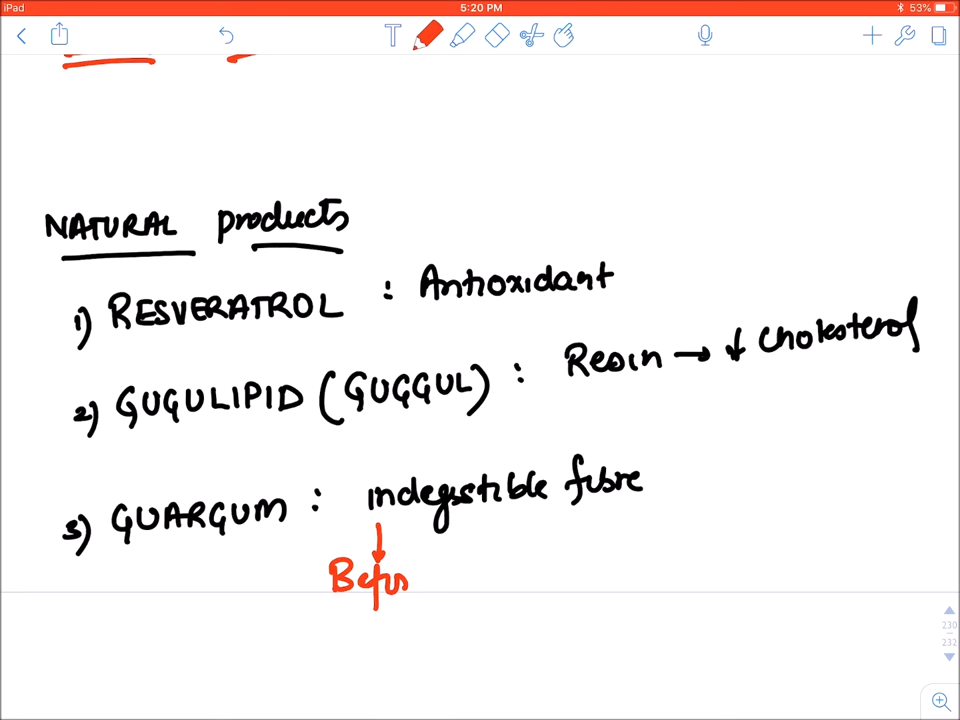 iPad 5:20 PM 53%
T
NATURAL products
1) RESVERATROL : Antioxidant
2) GUGULIPID (GUGGUL) : Resin → ↓ cholesterol
3) GUARGUM : indegestible fibre
↓
Befor
230
232